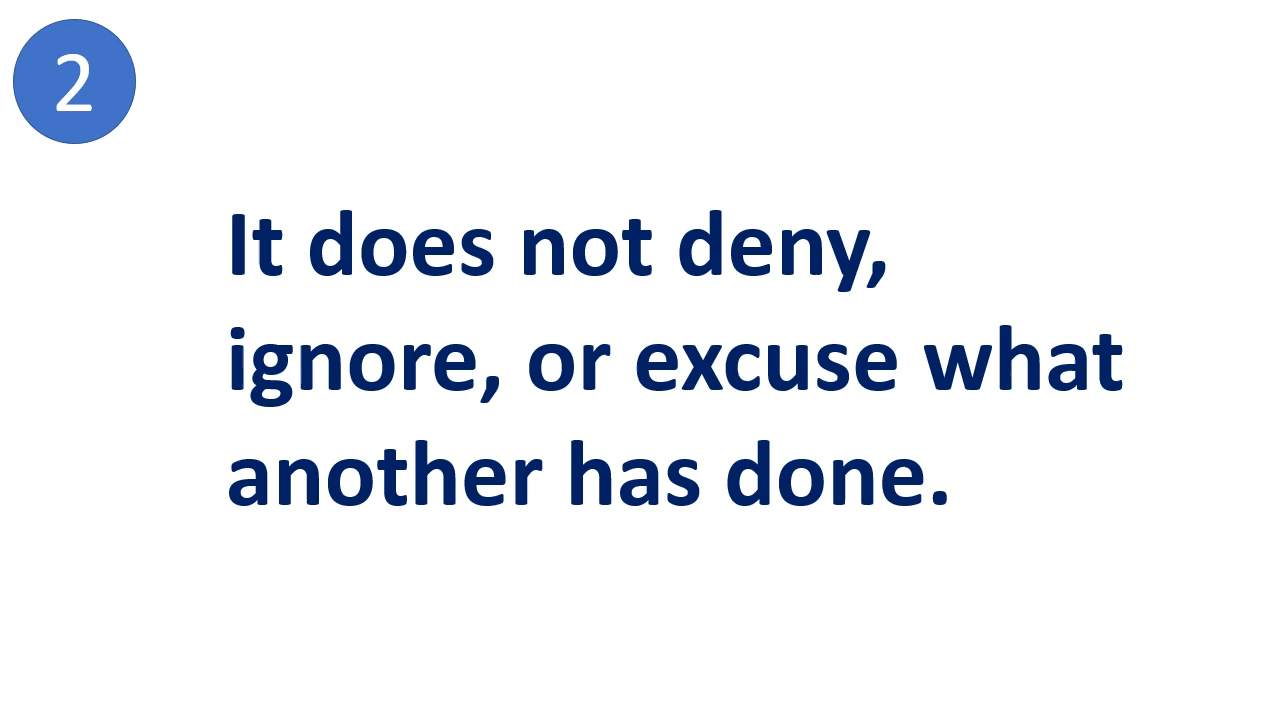 2
It does not deny,
ignore, or excuse what
another has done.